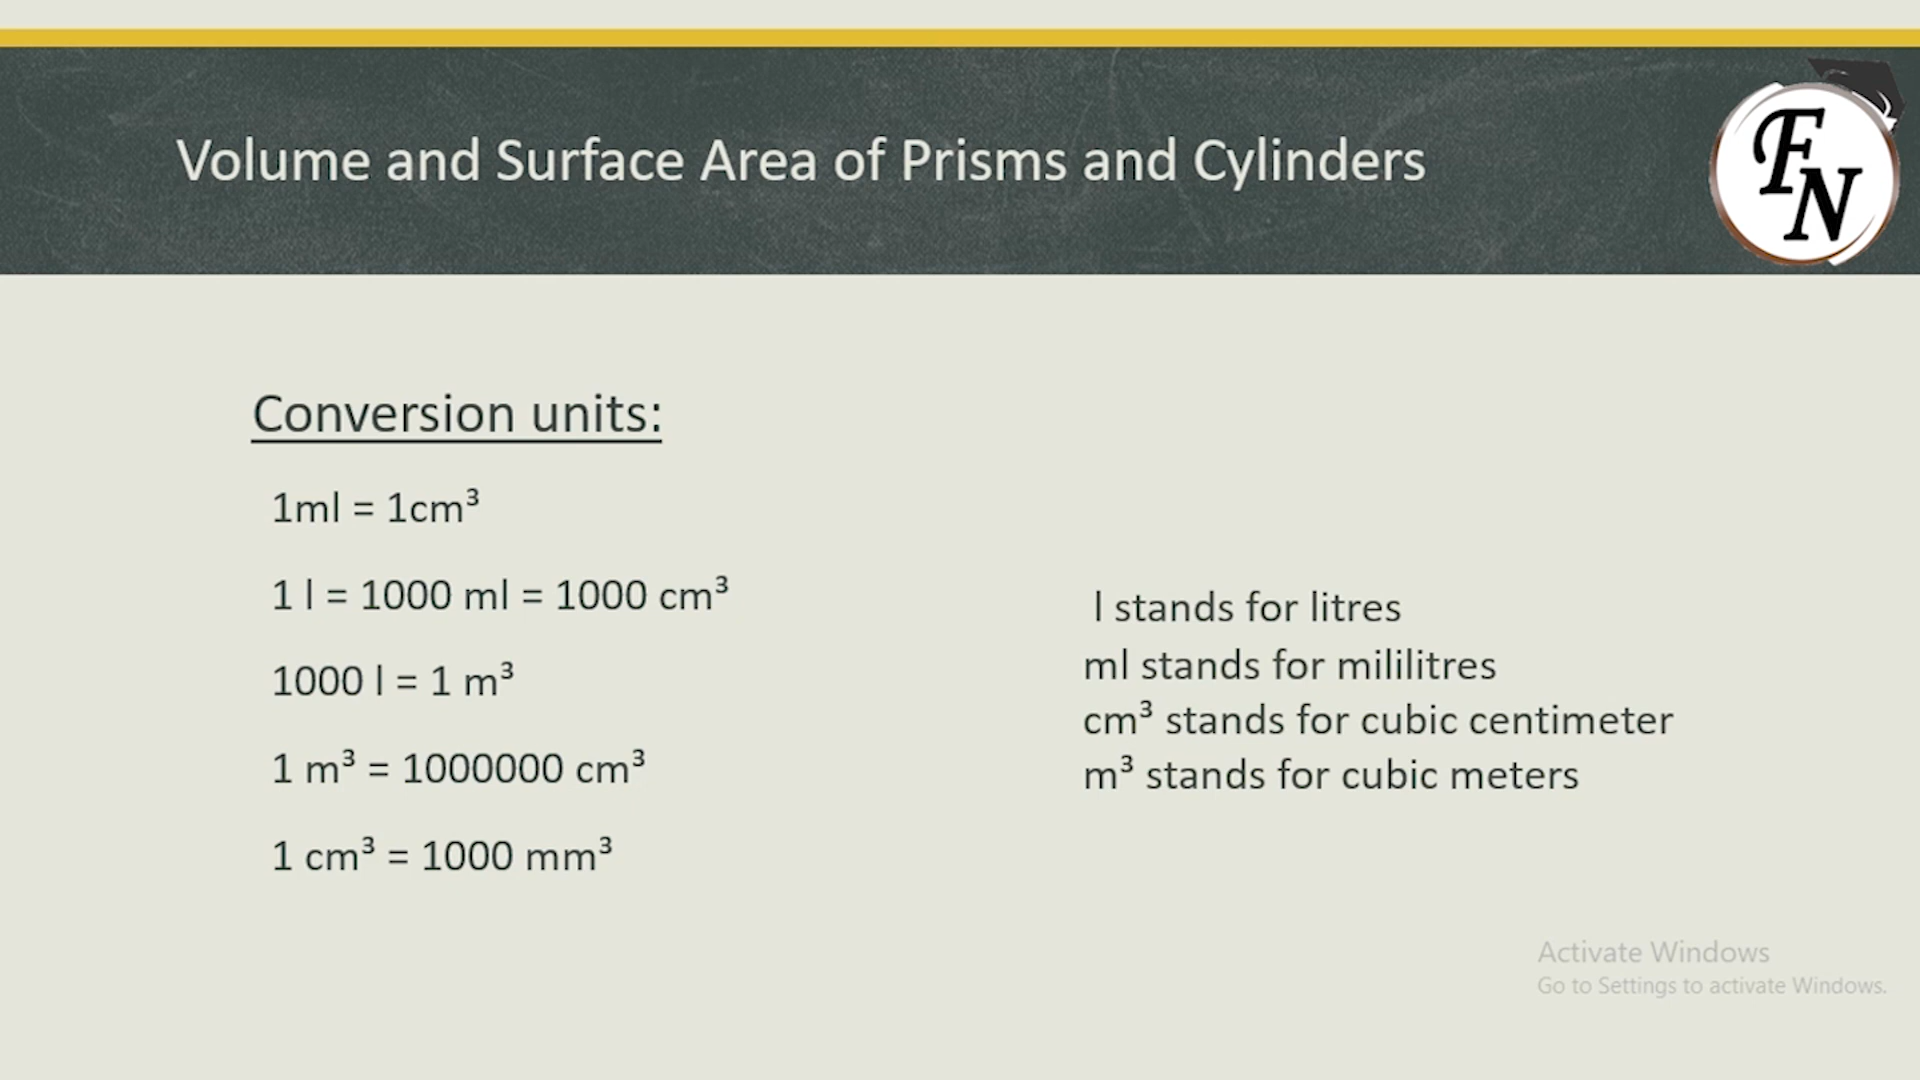 Volume and Surface Area of Prisms and Cylinders
FN
Conversion units:
1ml = 1cm³
1 l = 1000 ml = 1000 cm³
1000 l = 1 m³
1 m³ = 1000000 cm³
1 cm³ = 1000 mm³
l stands for litres
ml stands for mililitres
cm³ stands for cubic centimeter
m³ stands for cubic meters
Activate Windows
Go to Settings to activate Windows.